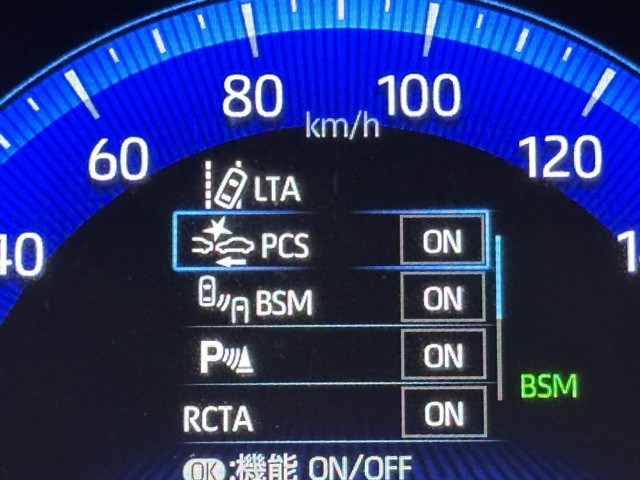 80
100
km/h
60
120
40
LTA
PCS ON
BSM ON
P ON
BSM
RCTA ON
OK:機能 ON/OFF